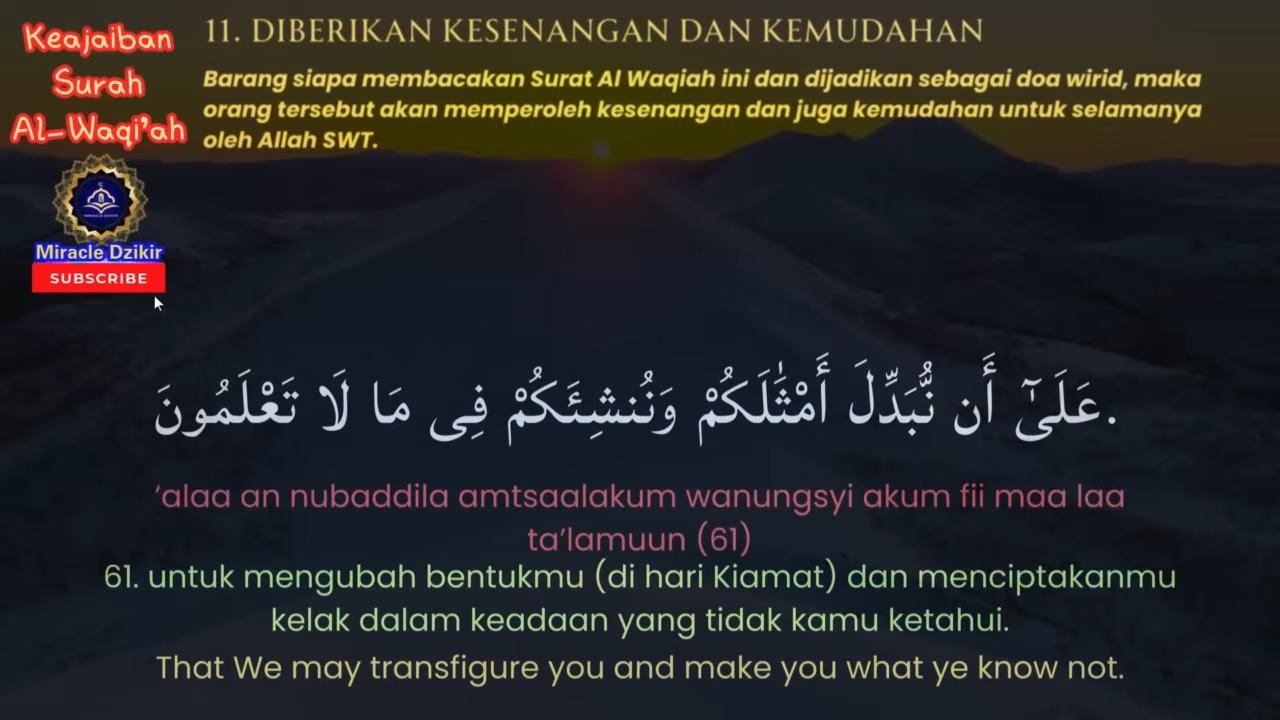 Keajaiban
Surah
Al-Waqi'ah
11. DIBERIKAN KESENANGAN DAN KEMUDAHAN
Barang siapa membacakan Surat Al Waqiah ini dan dijadikan sebagai doa wirid, maka
orang tersebut akan memperoleh kesenangan dan juga kemudahan untuk selamanya
oleh Allah SWT.
Miracle Dzikir
SUBSCRIBE
عَلَىٰٓ أَن نُّبَدِّلَ أَمْثَٰلَكُمْ وَنُنشِئَكُمْ فِى مَا لَا تَعْلَمُونَ.
‘alaa an nubaddila amtsaalakum wanungsyi akum fii maa laa
ta’lamuun (61)
61. untuk mengubah bentukmu (di hari Kiamat) dan menciptakanmu
kelak dalam keadaan yang tidak kamu ketahui.
That We may transfigure you and make you what ye know not.